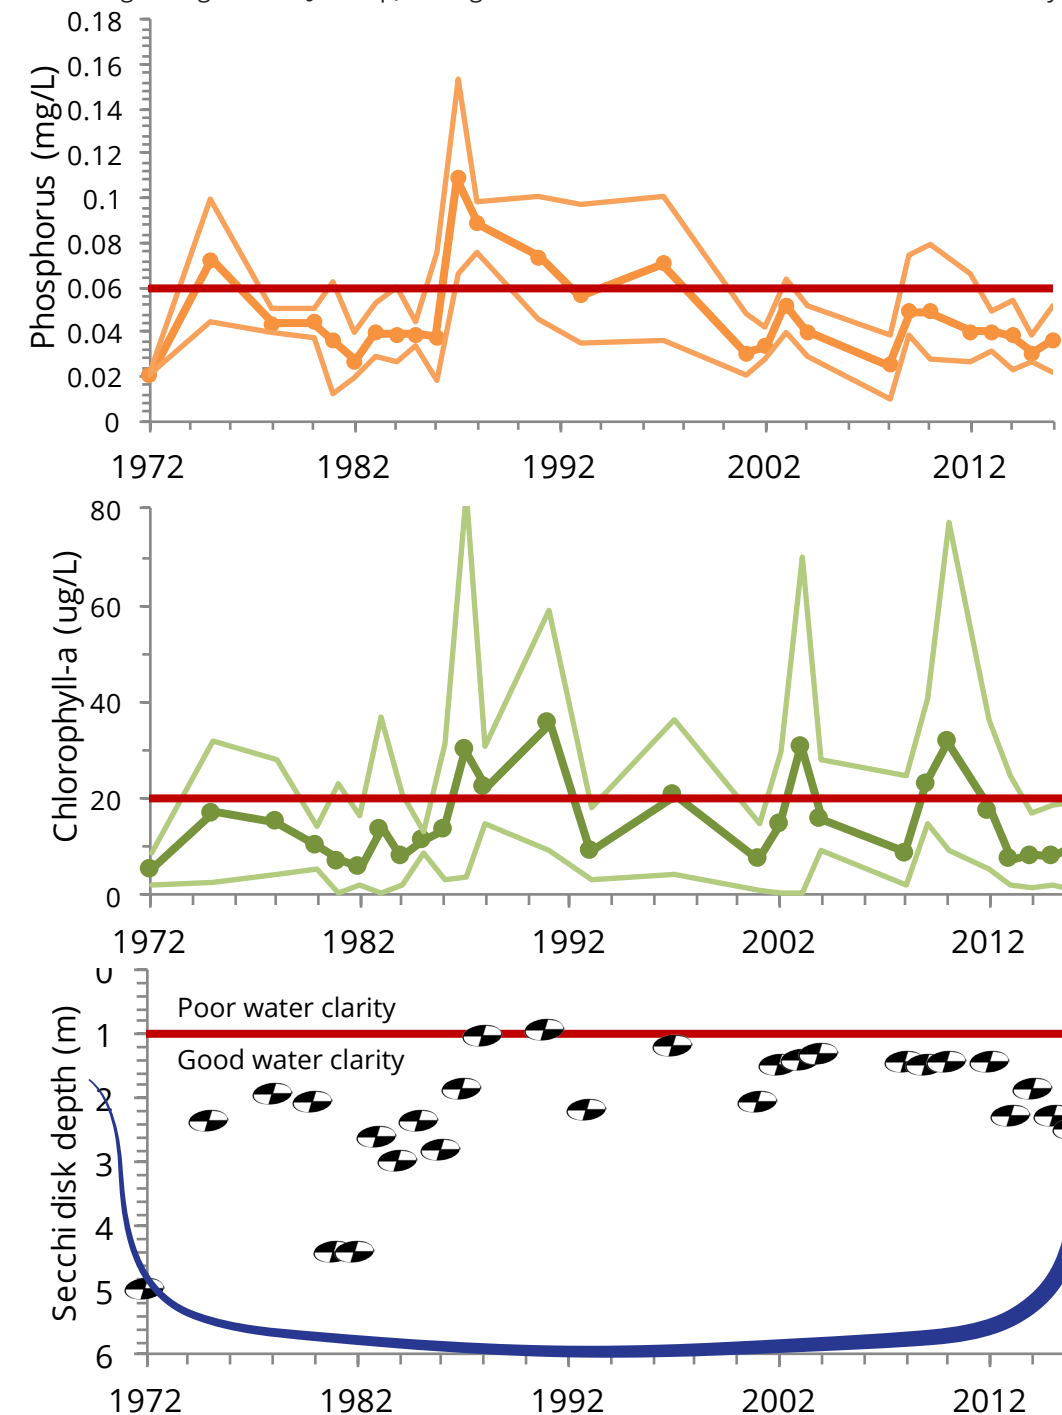 0.18
0.16
0.14
0.12
0.1
0.08
0.06
0.04
0.02
0
Phosphorus (mg/L)
1972 1982 1992 2002 2012
80
60
40
20
0
Chlorophyll-a (ug/L)
1972 1982 1992 2002 2012
0
1
2
3
4
5
6
Secchi disk depth (m)
Poor water clarity
Good water clarity
1972 1982 1992 2002 2012